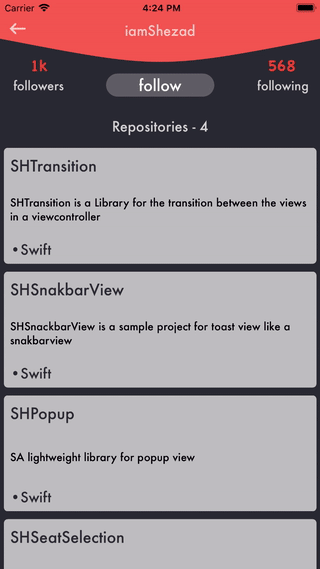 Carrier 4:24 PM
iamShezad
1k 568
followers follow following
Repositories - 4
SHTransition
SHTransition is a Library for the transition between the views
in a viewcontroller
•Swift
SHSnakbarView
SHSnackbarView is a sample project for toast view like a
snakbarview
•Swift
SHPopup
SA lightweight library for popup view
•Swift
SHSeatSelection